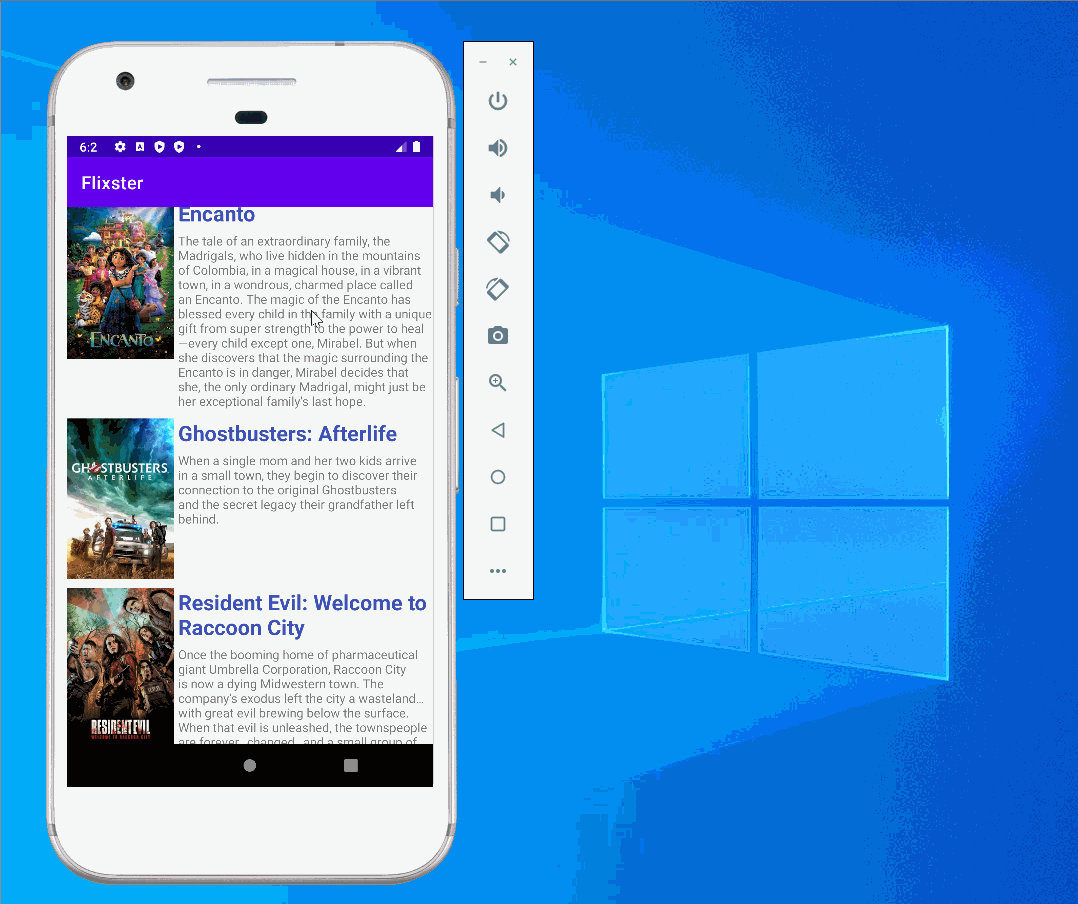 6:2
Flixster
Encanto
The tale of an extraordinary family, the
Madrigals, who live hidden in the mountains
of Colombia, in a magical house, in a vibrant
town, in a wondrous, charmed place called
an Encanto. The magic of the Encanto has
blessed every child in the family with a unique
gift from super strength to the power to heal
—every child except one, Mirabel. But when
she discovers that the magic surrounding the
Encanto is in danger, Mirabel decides that
she, the only ordinary Madrigal, might just be
her exceptional family's last hope.
ENCANTO
Ghostbusters: Afterlife
When a single mom and her two kids arrive
in a small town, they begin to discover their
connection to the original Ghostbusters
and the secret legacy their grandfather left
behind.
GHOSTBUSTERS
AFTERLIFE
Resident Evil: Welcome to
Raccoon City
Once the booming home of pharmaceutical
giant Umbrella Corporation, Raccoon City
is now a dying Midwestern town. The
company's exodus left the city a wasteland…
with great evil brewing below the surface.
When that evil is unleashed, the townspeople
are forever…changed…and a small group of
RESIDENT EVIL
WELCOME TO RACCOON CITY